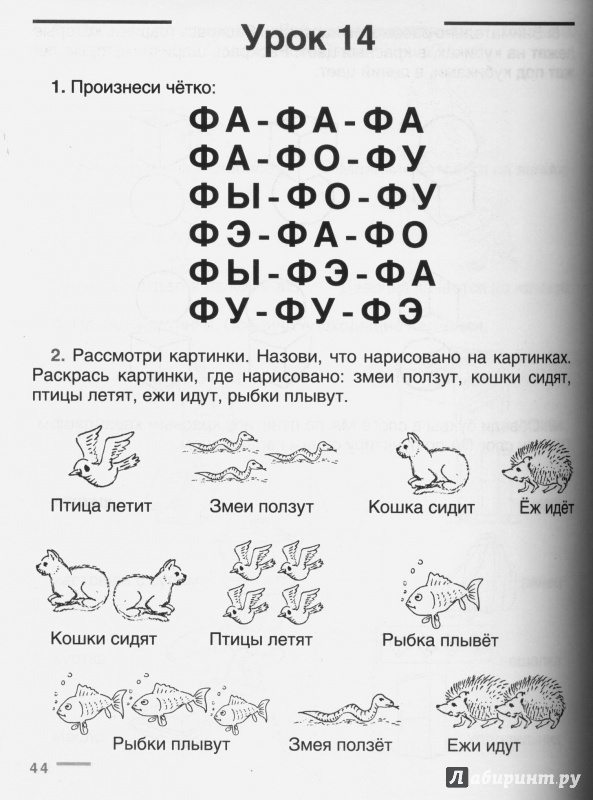 Урок 14
1. Произнеси чётко:
ФА-ФА-ФА
ФА-ФО-ФУ
ФЫ-ФО-ФУ
ФЭ-ФА-ФО
ФЫ-ФЭ-ФА
ФУ-ФУ-ФЭ
2. Рассмотри картинки. Назови, что нарисовано на картинках.
Раскрась картинки, где нарисовано: змеи ползут, кошки сидят,
птицы летят, ежи идут, рыбки плывут.
Птица летит Змеи ползут Кошка сидит Ёж идёт
Кошки сидят Птицы летят Рыбка плывёт
Рыбки плывут Змея ползёт Ежи идут
44
Лабиринт.ру